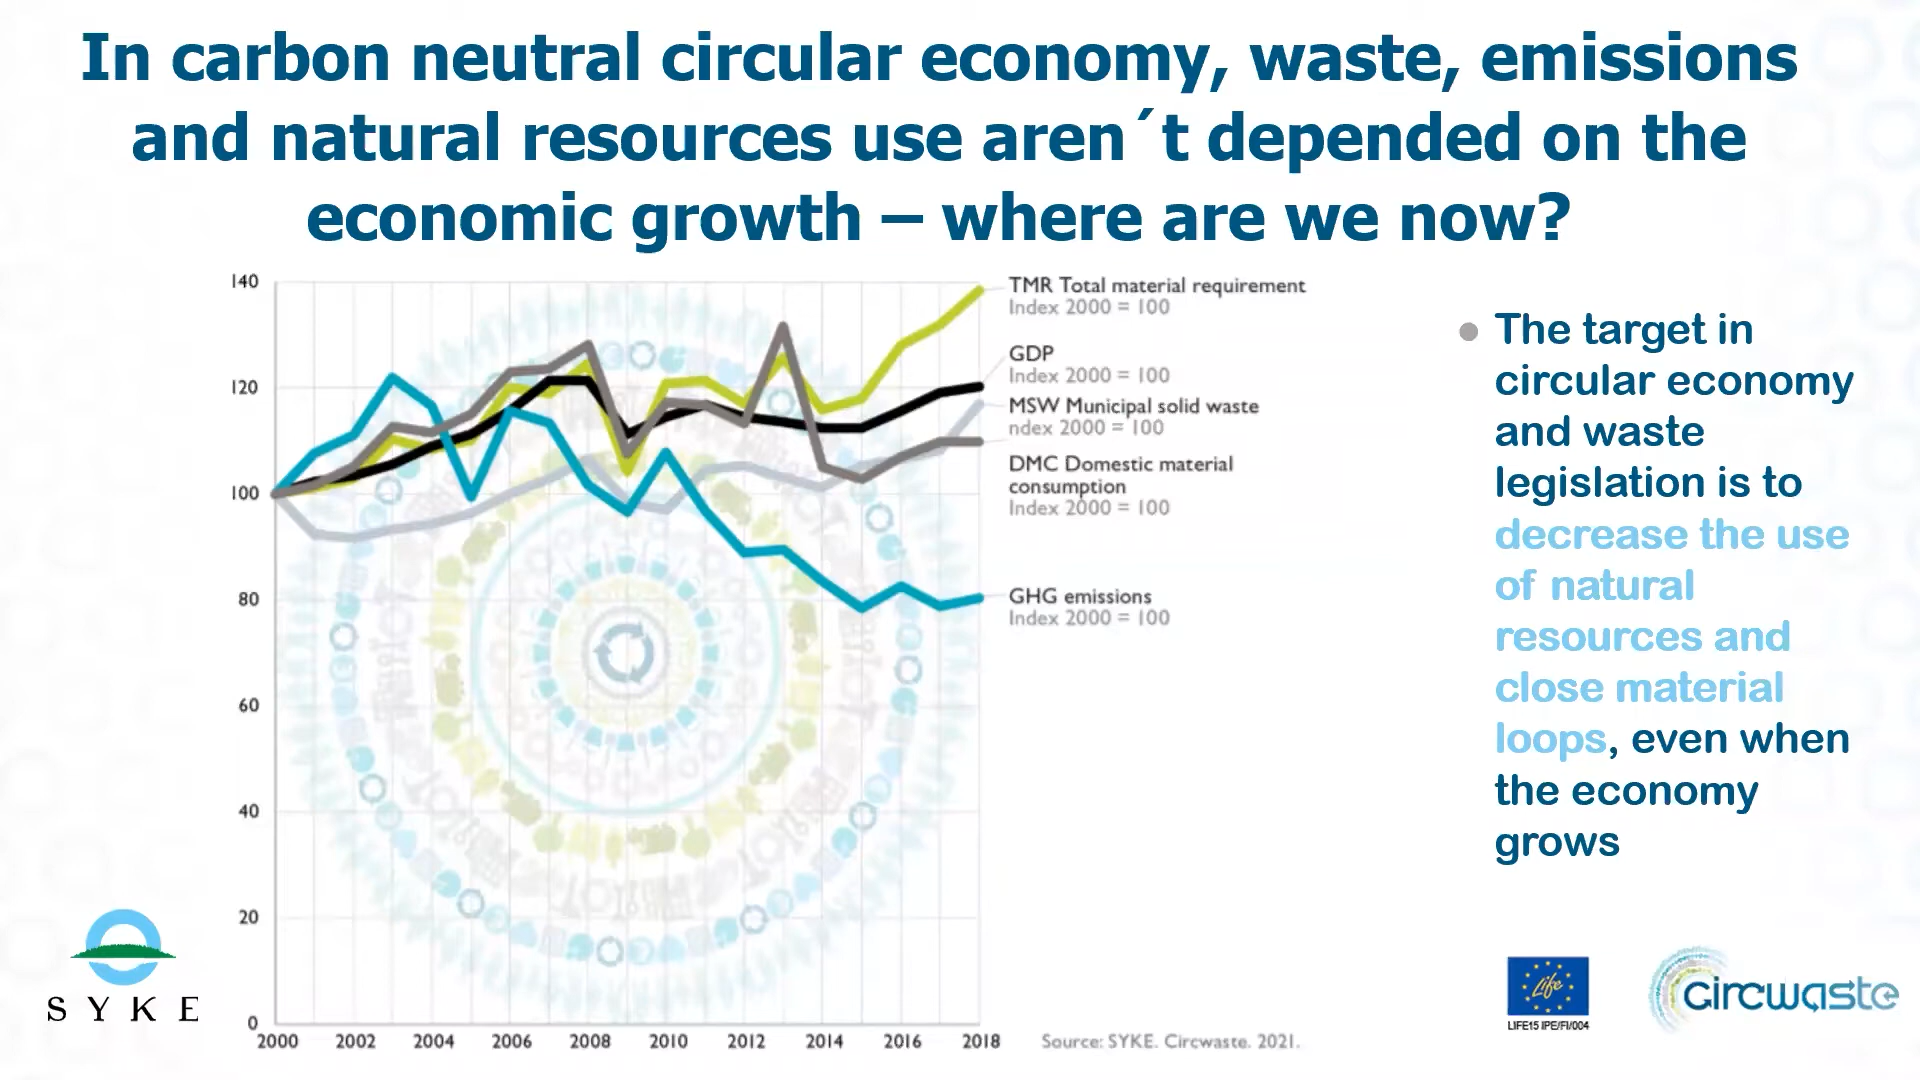 In carbon neutral circular economy, waste, emissions
and natural resources use aren´t depended on the
economic growth – where are we now?
140
120
100
80
60
40
20
0
2000 2002 2004 2006 2008 2010 2012 2014 2016 2018
TMR Total material requirement
Index 2000 = 100
GDP
Index 2000 = 100
MSW Municipal solid waste
ndex 2000 = 100
DMC Domestic material
consumption
Index 2000 = 100
GHG emissions
Index 2000 = 100
Source: SYKE. Circwaste. 2021.
The target in
circular economy
and waste
legislation is to
decrease the use
of natural
resources and
close material
loops, even when
the economy
grows
SYKE
Life
LIFE15 IPE/FI/004
circwaste